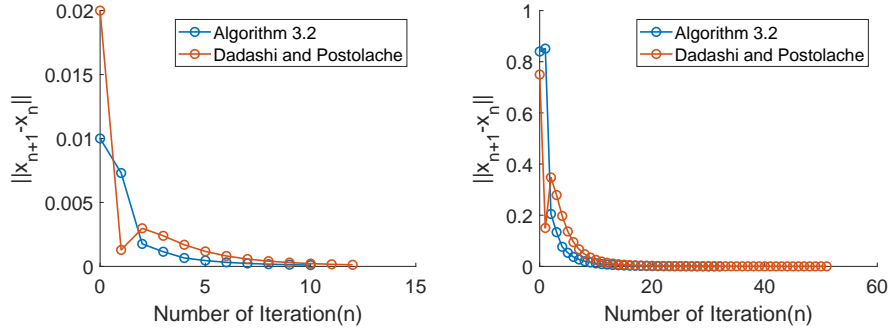 Algorithm 3.2
Dadashi and Postolache
0.02
0.015
0.01
0.005
0
||x_{n+1}-x_n||
0
5
10
15
Number of Iteration(n)
Algorithm 3.2
Dadashi and Postolache
1
0.8
0.6
0.4
0.2
0
||x_{n+1}-x_n||
0
20
40
60
Number of Iteration(n)